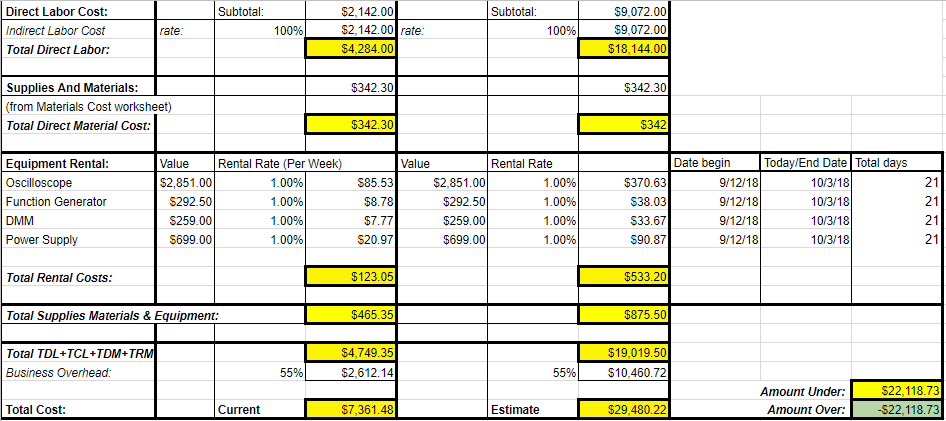 Direct Labor Cost: Subtotal: $2,142.00 Subtotal: $9,072.00
Indirect Labor Cost rate: 100% $2,142.00 rate: 100% $9,072.00
Total Direct Labor: $4,284.00 $18,144.00
Supplies And Materials: $342.30 $342.30
(from Materials Cost worksheet)
Total Direct Material Cost: $342.30 $342
Equipment Rental: Value Rental Rate (Per Week) Value Rental Rate Date begin Today/End Date Total days
Oscilloscope $2,851.00 1.00% $85.53 $2,851.00 1.00% $370.63 9/12/18 10/3/18 21
Function Generator $292.50 1.00% $8.78 $292.50 1.00% $38.03 9/12/18 10/3/18 21
DMM $259.00 1.00% $7.77 $259.00 1.00% $33.67 9/12/18 10/3/18 21
Power Supply $699.00 1.00% $20.97 $699.00 1.00% $90.87 9/12/18 10/3/18 21
Total Rental Costs: $123.05 $533.20
Total Supplies Materials & Equipment: $465.35 $875.50
Total TDL+TCL+TDM+TRM $4,749.35 $19,019.50
Business Overhead: 55% $2,612.14 55% $10,460.72
Amount Under: $22,118.73
Total Cost: Current $7,361.48 Estimate $29,480.22 Amount Over: -$22,118.73